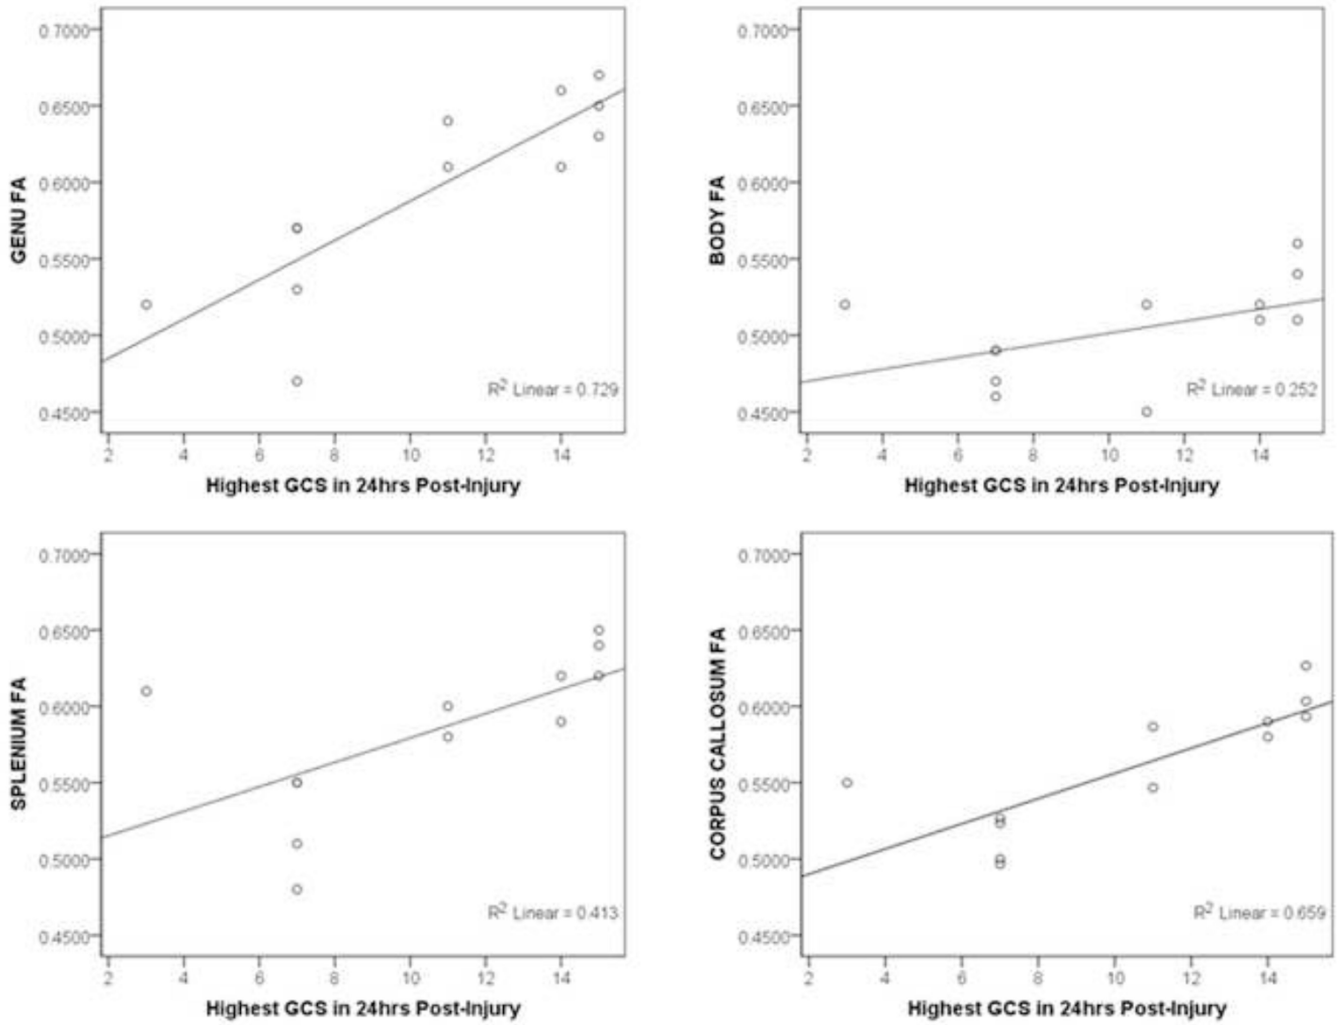 0.7000
0.6500
0.6000
0.5500
0.5000
0.4500
GENU FA
R2 Linear = 0.729
2 4 6 8 10 12 14
Highest GCS in 24hrs Post-Injury
0.7000
0.6500
0.6000
0.5500
0.5000
0.4500
BODY FA
R2 Linear = 0.252
2 4 6 8 10 12 14
Highest GCS in 24hrs Post-Injury
0.7000
0.6500
0.6000
0.5500
0.5000
0.4500
SPLENIUM FA
R2 Linear = 0.413
2 4 6 8 10 12 14
Highest GCS in 24hrs Post-Injury
0.7000
0.6500
0.6000
0.5500
0.5000
0.4500
CORPUS CALLOSUM FA
R2 Linear = 0.659
2 4 6 8 10 12 14
Highest GCS in 24hrs Post-Injury